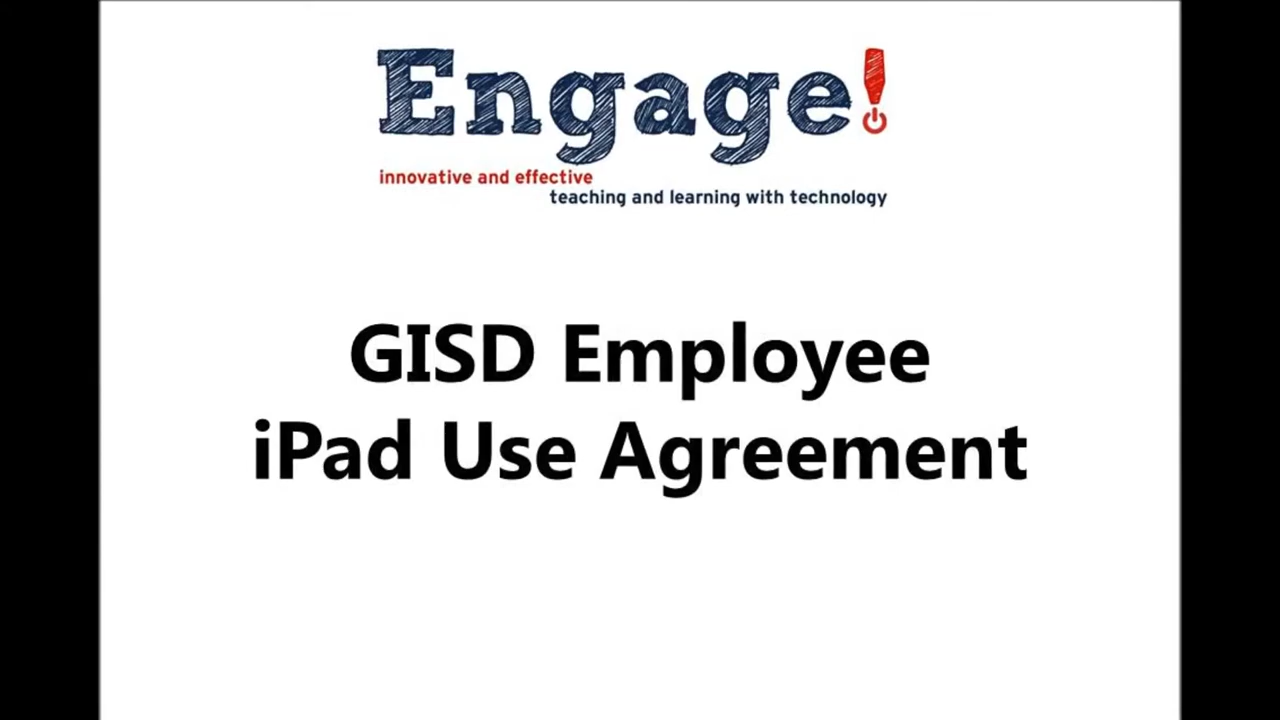 Engage!
innovative and effective
teaching and learning with technology
GISD Employee
iPad Use Agreement